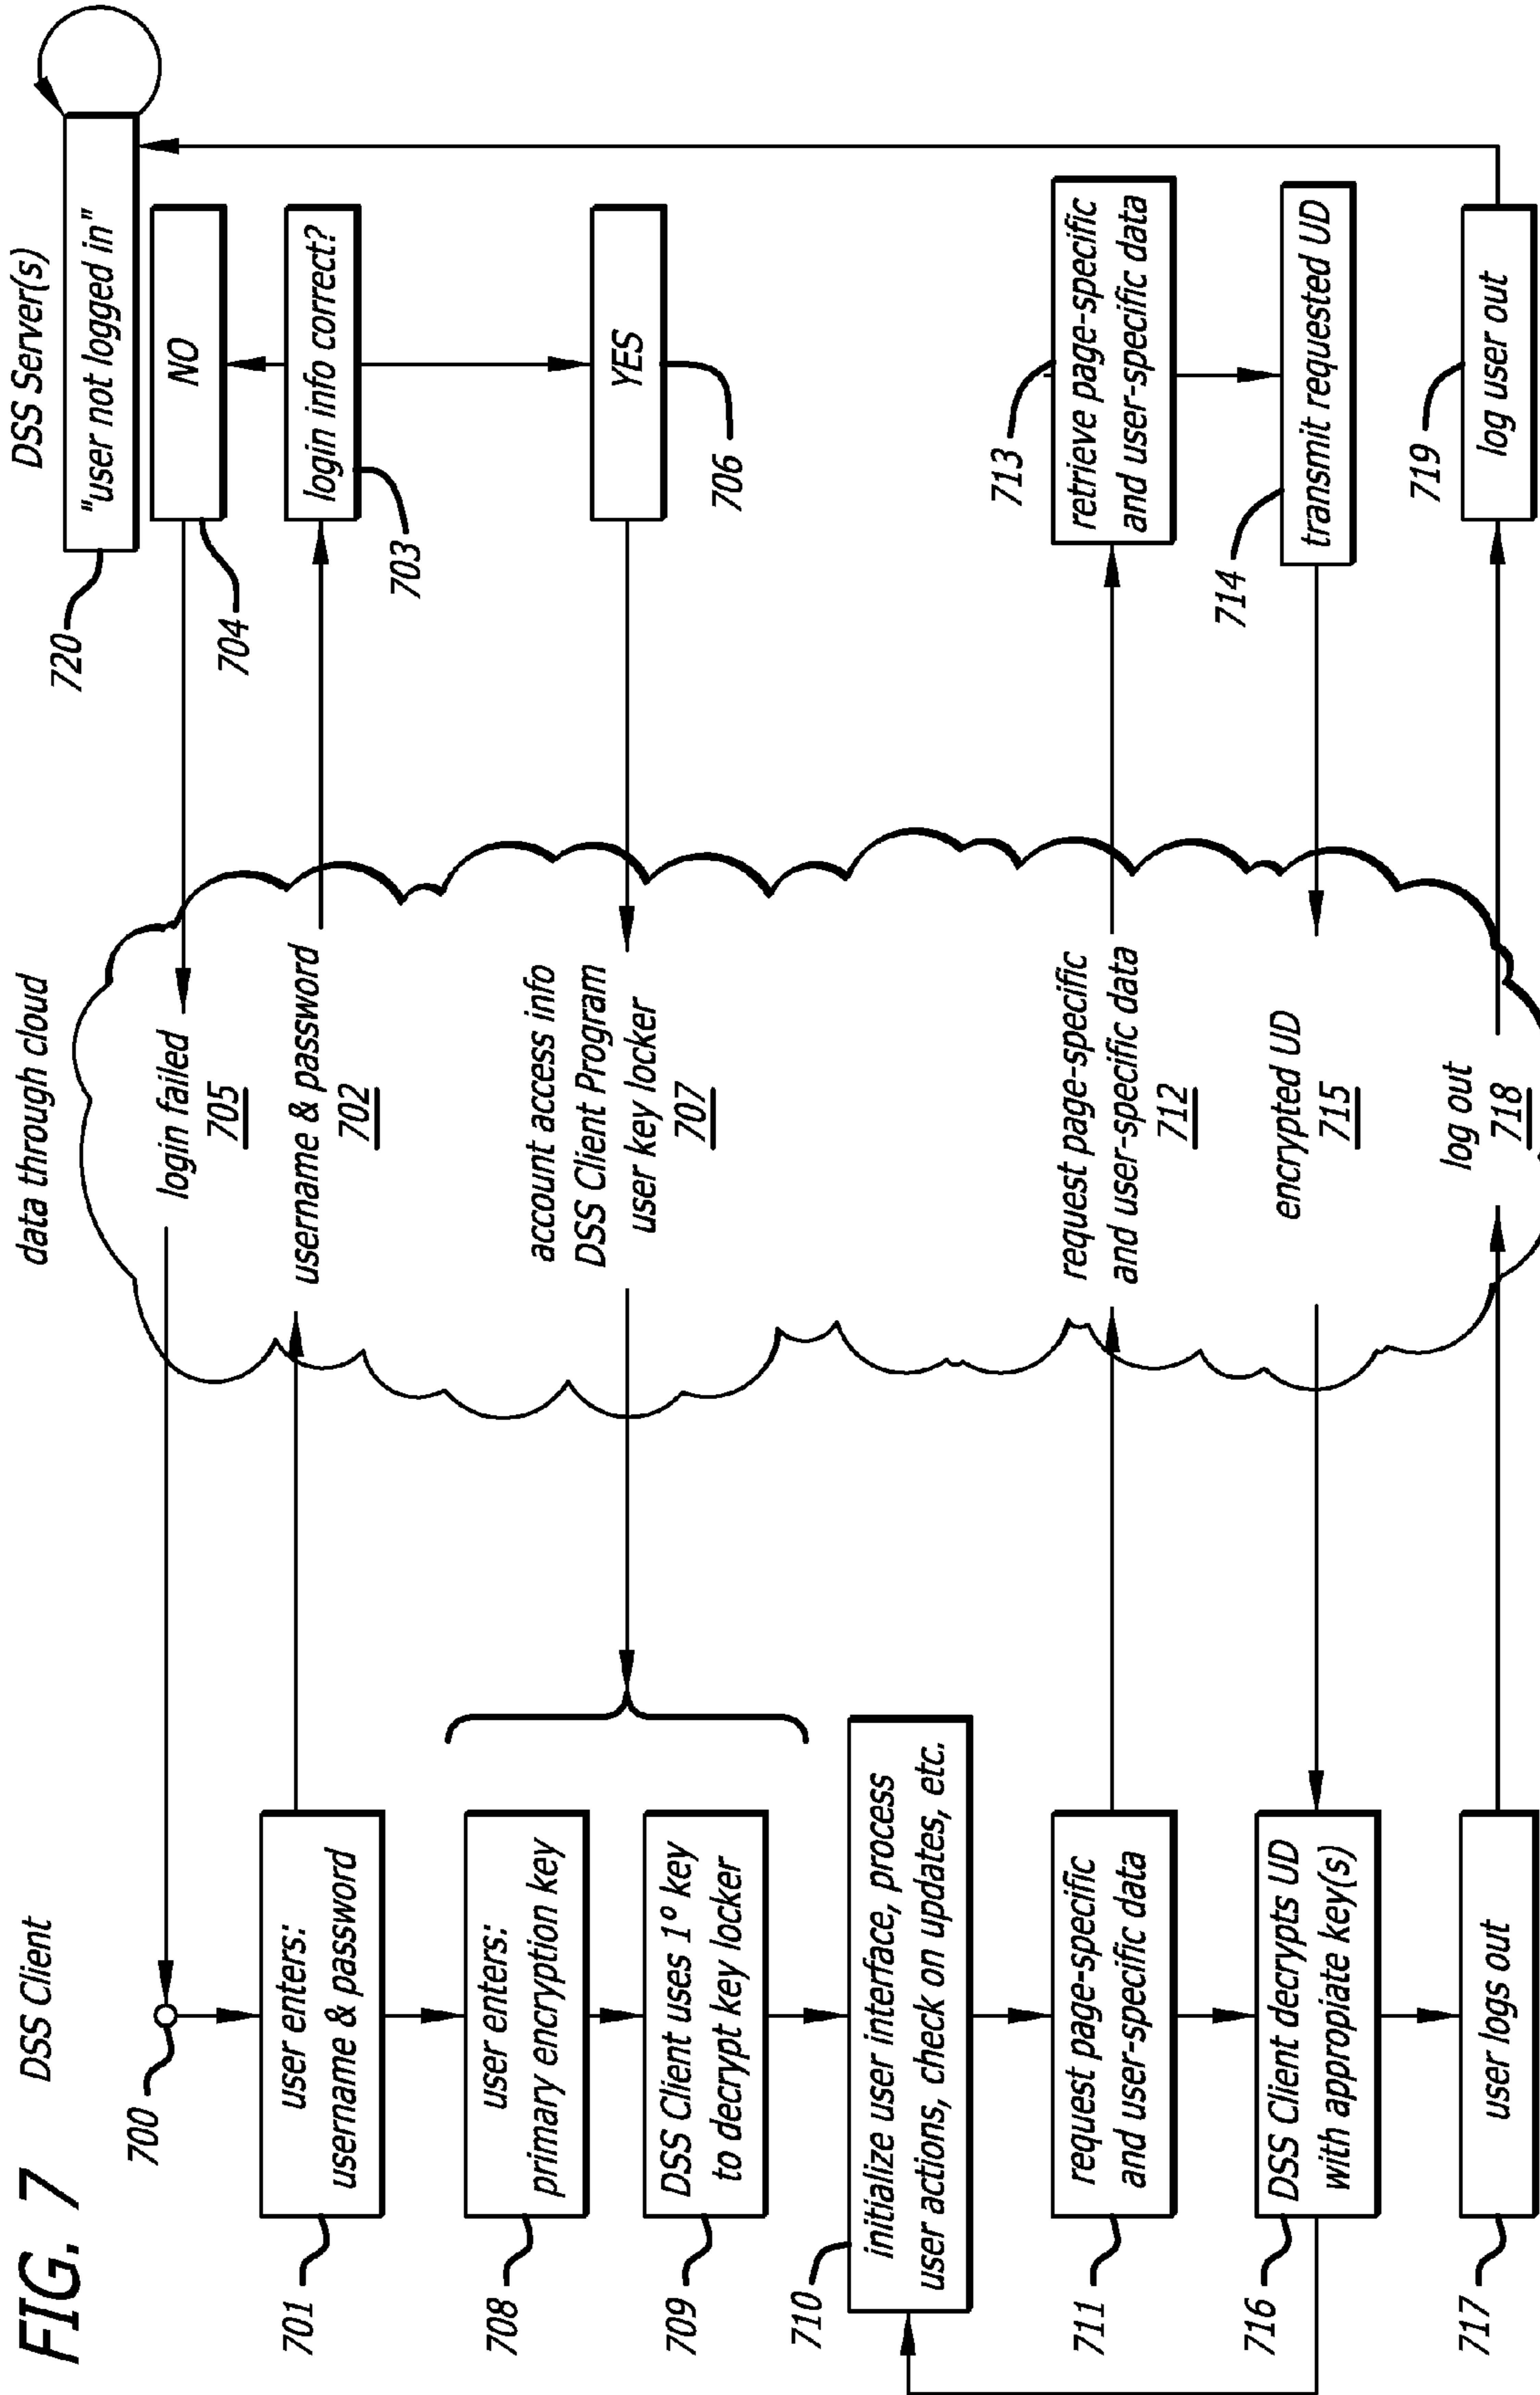 FIG. 7
DSS Client
data through cloud
DSS Server(s)
700
720
"user not logged in"
login failed
705
704
NO
701
user enters:
username & password
username & password
702
703
login info correct?
708
user enters:
primary encryption key
709
DSS Client uses 1° key
to decrypt key locker
account access info
DSS Client Program
user key locker
707
706
YES
710
initialize user interface, process
user actions, check on updates, etc.
711
request page-specific
and user-specific data
request page-specific
and user-specific data
712
713
retrieve page-specific
and user-specific data
716
DSS Client decrypts UD
with appropiate key(s)
encrypted UD
715
714
transmit requested UD
717
user logs out
log out
718
719
log user out